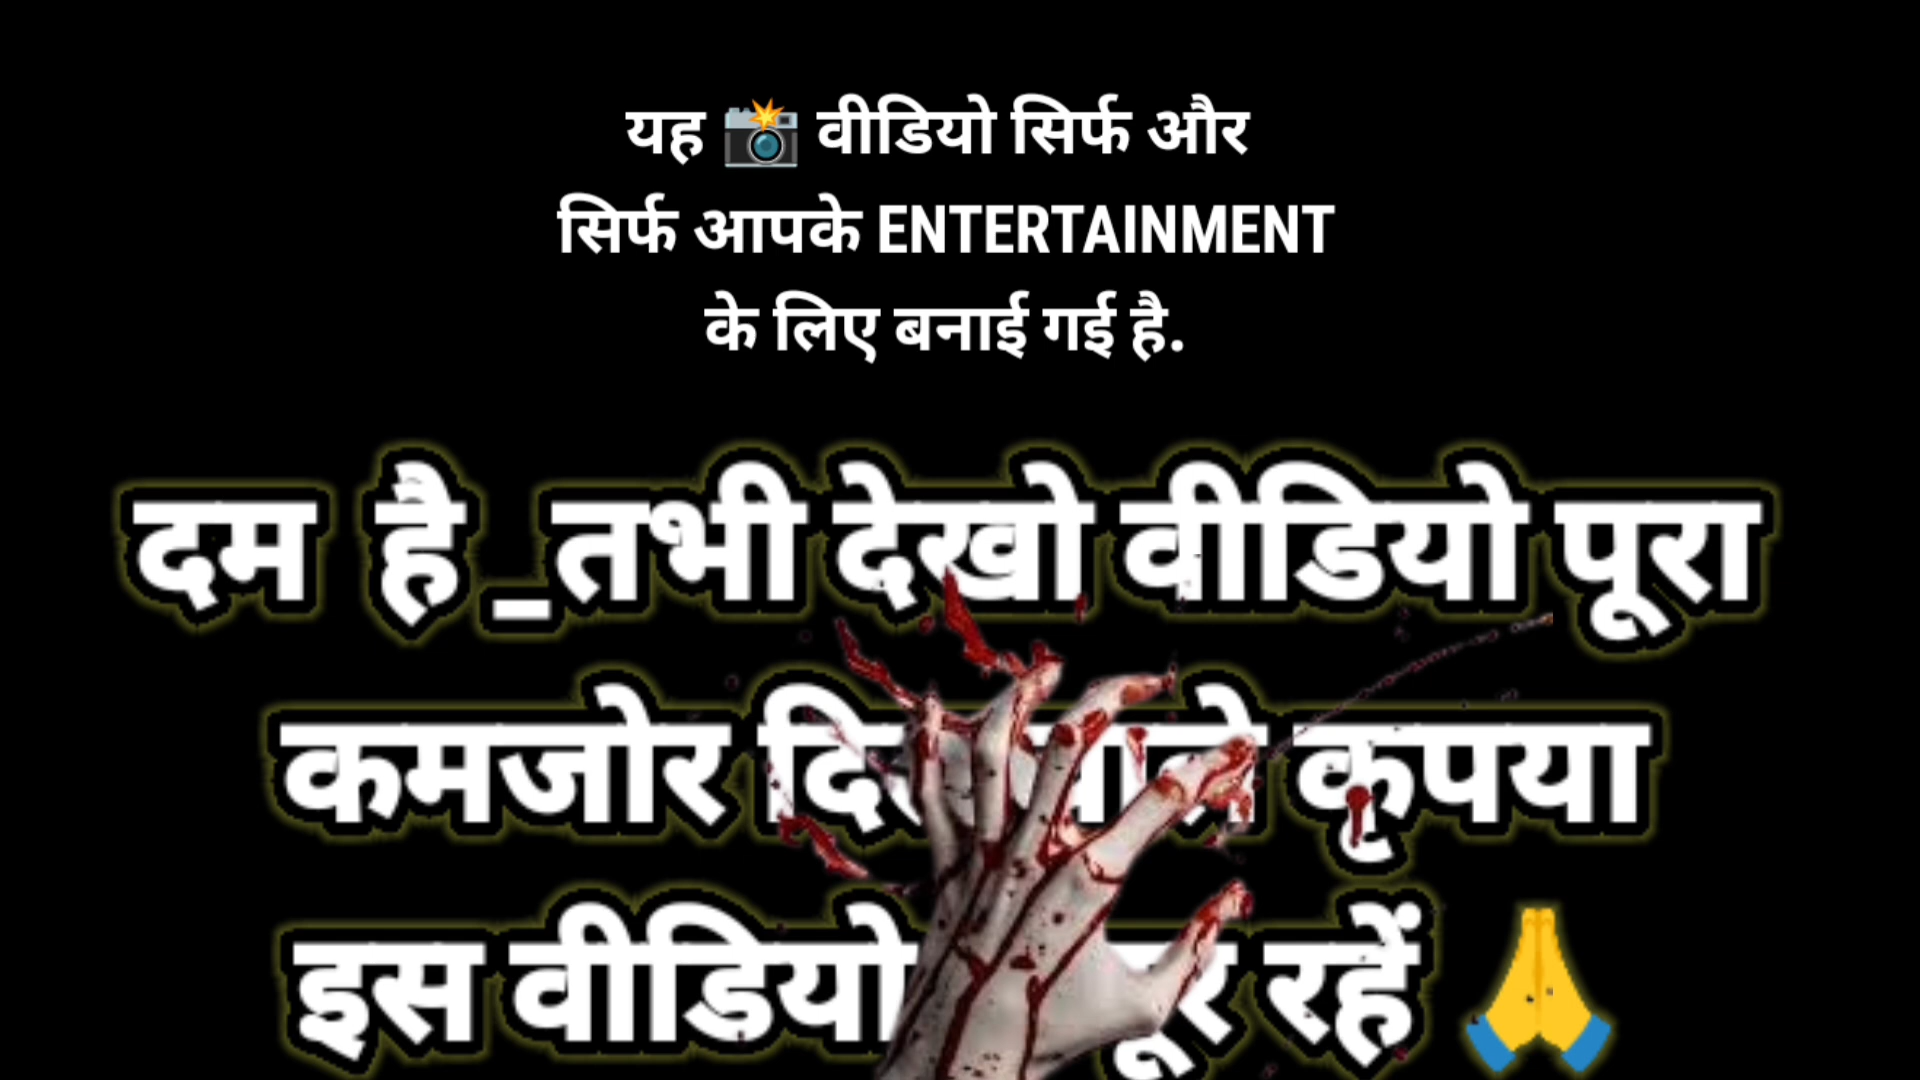 यह 📸 वीडियो सिर्फ और
सिर्फ आपके ENTERTAINMENT
के लिए बनाई गई है.
दम है_तभी देखो वीडियो पूरा
कमजोर कृपया
इस वीडियो रहें 🙏